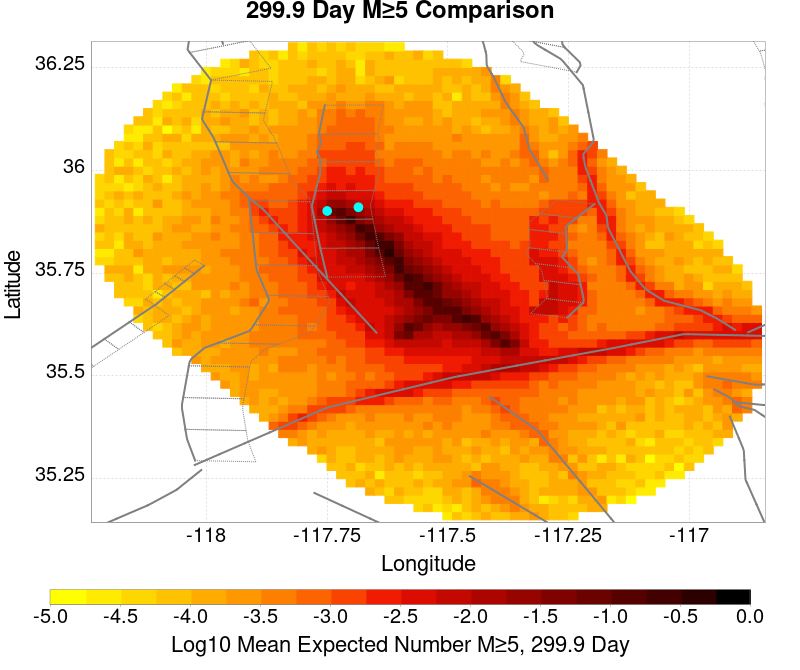 299.9 Day M≥5 Comparison
36.25
36
35.75
35.5
35.25
Latitude
-118
-117.75
-117.5
-117.25
-117
Longitude
-5.0 -4.5 -4.0 -3.5 -3.0 -2.5 -2.0 -1.5 -1.0 -0.5 0.0
Log10 Mean Expected Number M≥5, 299.9 Day